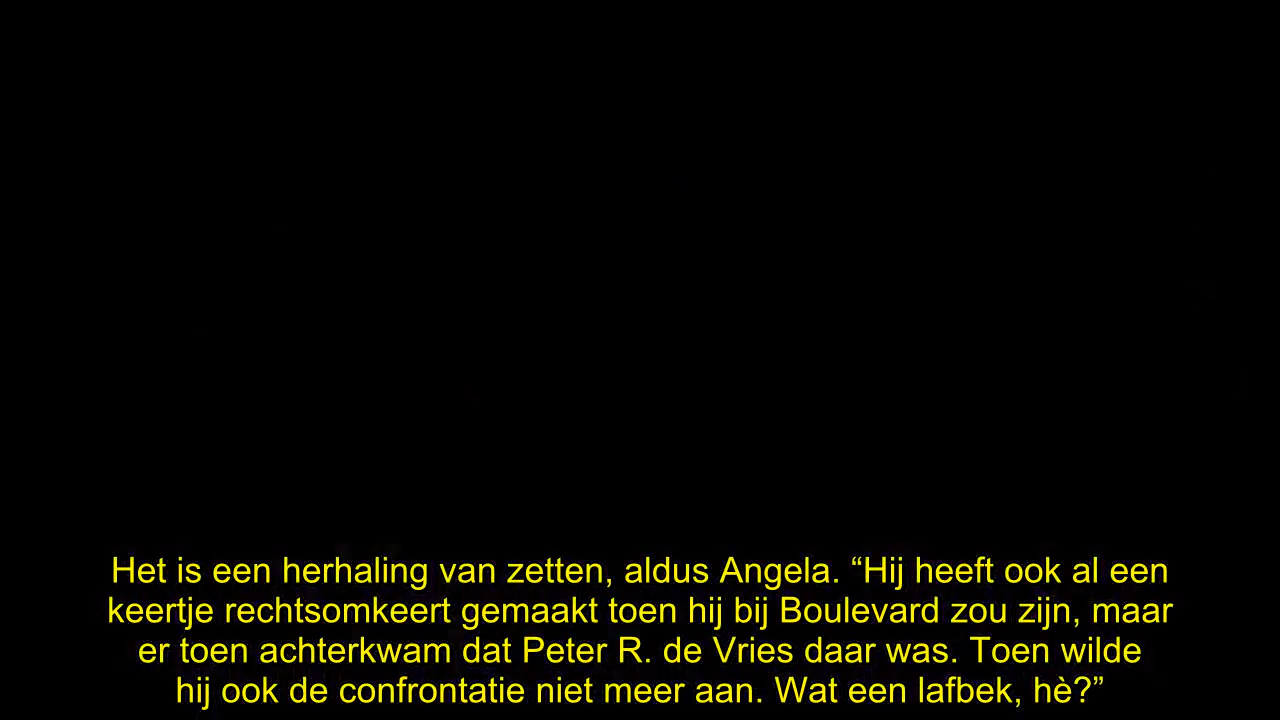 Het is een herhaling van zetten, aldus Angela. “Hij heeft ook al een
keertje rechtsomkeert gemaakt toen hij bij Boulevard zou zijn, maar
er toen achterkwam dat Peter R. de Vries daar was. Toen wilde
hij ook de confrontatie niet meer aan. Wat een lafbek, hè?”